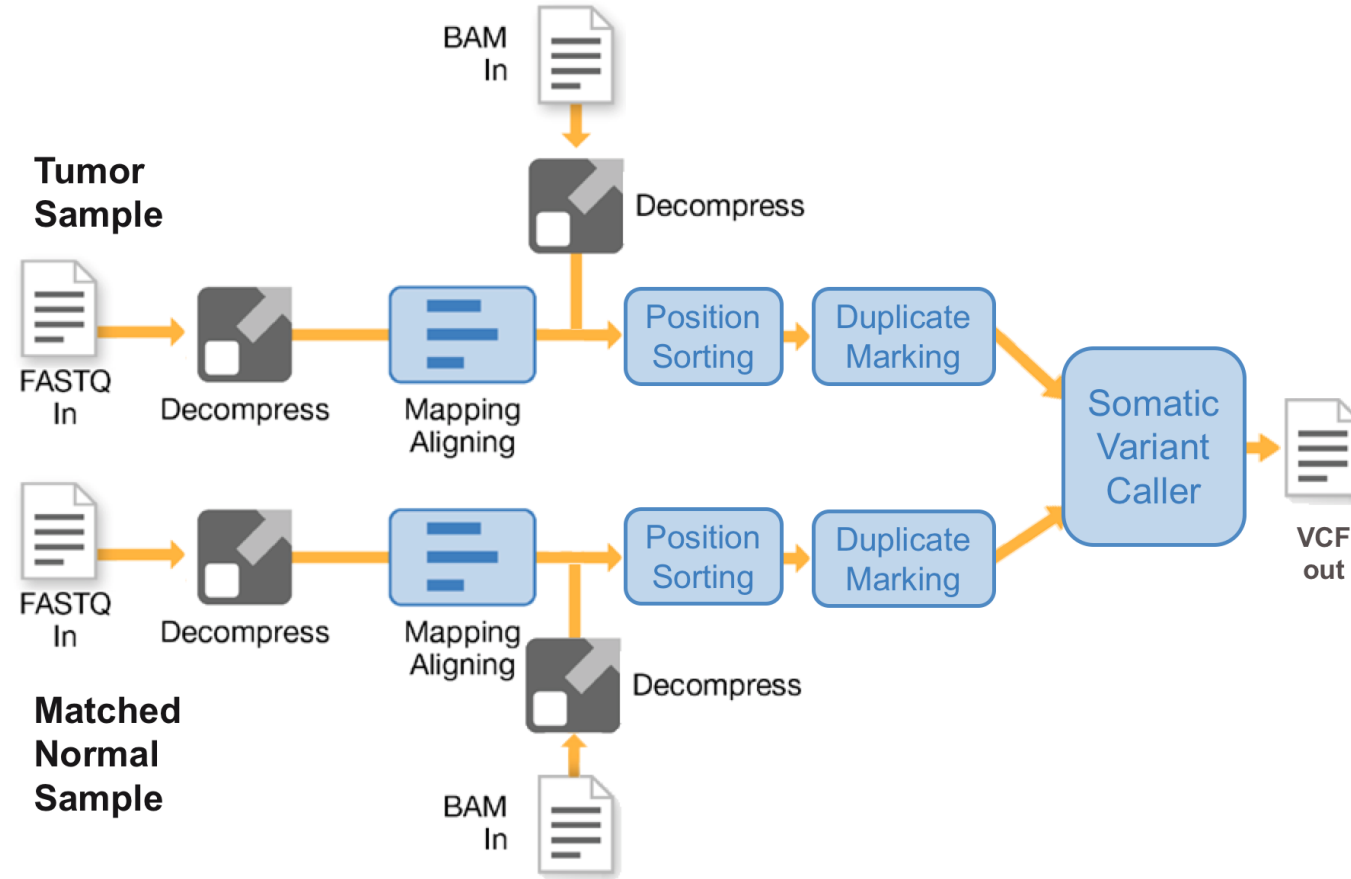 BAM
In
Tumor
Sample
Decompress
FASTQ
In
Decompress
Mapping
Aligning
Position
Sorting
Duplicate
Marking
Somatic
Variant
Caller
VCF
out
FASTQ
In
Decompress
Mapping
Aligning
Position
Sorting
Duplicate
Marking
Decompress
Matched
Normal
Sample
BAM
In